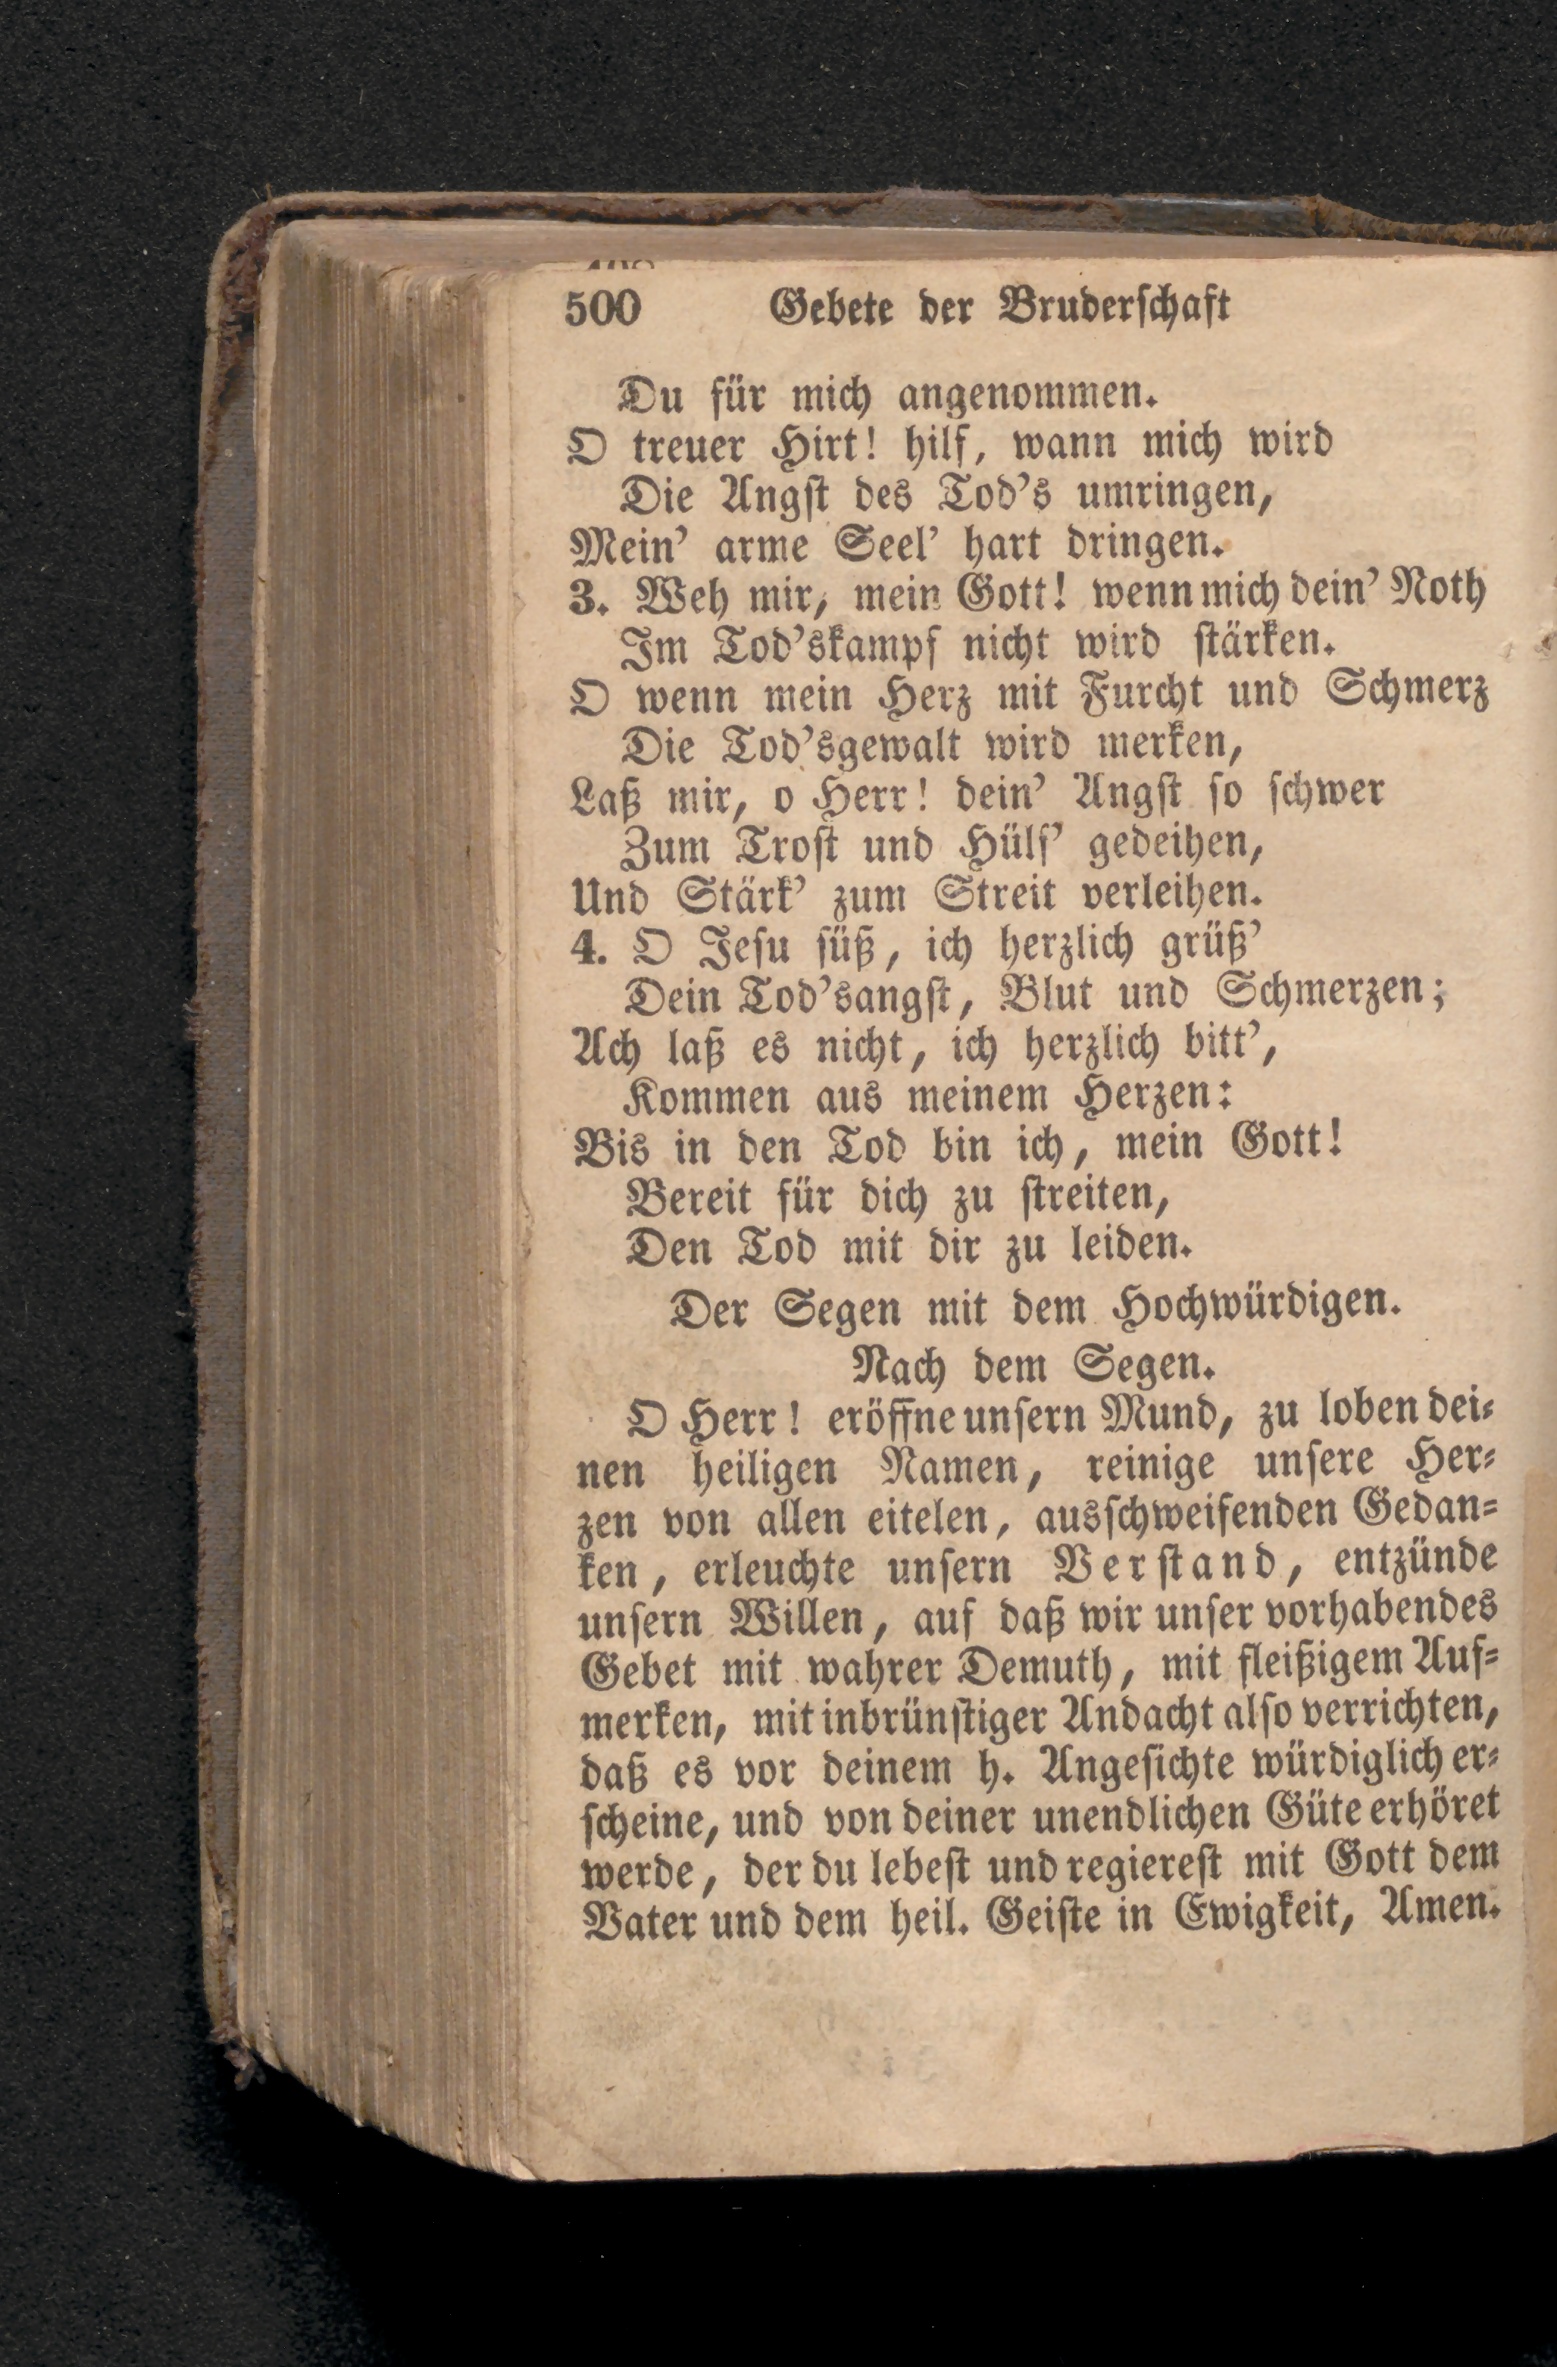 500 Gebete der Bruderschaft
Du für mich angenommen.
O treuer Hirt! hilf, wann mich wird
Die Angst des Tod's umringen,
Mein' arme Seel' hart dringen.
3. Weh mir, mein Gott! wenn mich dein' Noth
Im Tod'skampf nicht wird stärken.
O wenn mein Herz mit Furcht und Schmerz
Die Tod'sgewalt wird merken,
Laß mir, o Herr! dein' Angst so schwer
Zum Trost und Hülf' gedeihen,
Und Stärk' zum Streit verleihen.
4. O Jesu süß, ich herzlich grüß'
Dein Tod'sangst, Blut und Schmerzen;
Ach laß es nicht, ich herzlich bitt',
Kommen aus meinem Herzen:
Bis in den Tod bin ich, mein Gott!
Bereit für dich zu streiten,
Den Tod mit dir zu leiden.
Der Segen mit dem Hochwürdigen.
Nach dem Segen.
O Herr! eröffne unsern Mund, zu loben dei-
nen heiligen Namen, reinige unsere Her-
zen von allen eitelen, ausschweifenden Gedan-
ken, erleuchte unsern Verstand, entzünde
unsern Willen, auf daß wir unser vorhabendes
Gebet mit wahrer Demuth, mit fleißigem Auf-
merken, mit inbrünstiger Andacht also verrichten,
daß es vor deinem h. Angesichte würdiglich er-
scheine, und von deiner unendlichen Güte erhöret
werde, der du lebest und regierest mit Gott dem
Vater und dem heil. Geiste in Ewigkeit, Amen.